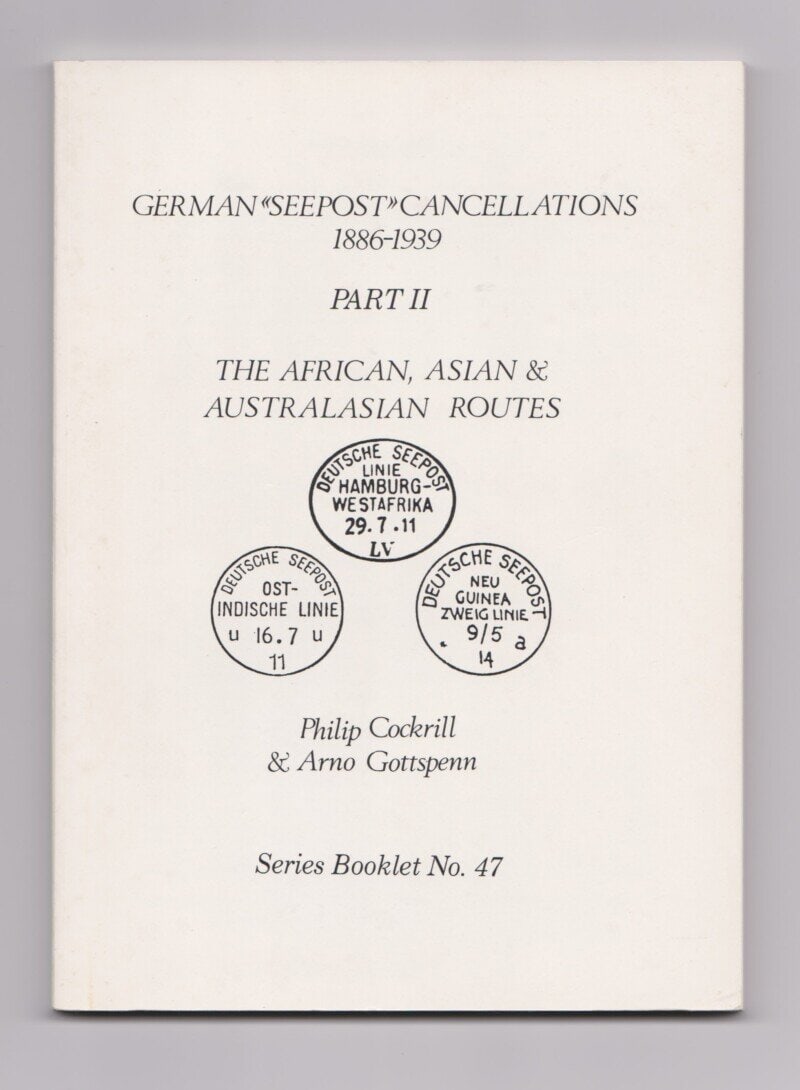 GERMAN «SEEPOST» CANCELLATIONS
1886-1939
PART II
THE AFRICAN, ASIAN &
AUSTRALASIAN ROUTES
DEUTSCHE SEEPOST
LINIE
HAMBURG-
WESTAFRIKA
29.7.11
LV
DEUTSCHE SEEPOST
OST-
INDISCHE LINIE
u 16.7 u
11
DEUTSCHE SEEPOST
NEU
GUINEA
ZWEIG LINIE
. 9/5 a
14
Philip Cockrill
& Arno Gottspenn
Series Booklet No. 47